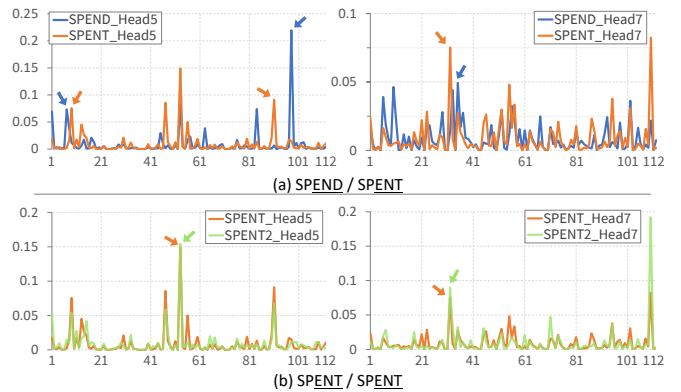 0.25
0.2
0.15
0.1
0.05
0
SPEND_Head5
SPENT_Head5
1 21 41 61 81 101 112
0.1
0.05
0
SPEND_Head7
SPENT_Head7
1 21 41 61 81 101 112
(a) SPEND / SPENT
0.2
0.15
0.1
0.05
0
SPENT_Head5
SPENT2_Head5
1 21 41 61 81 101 112
0.2
0.15
0.1
0.05
0
SPENT_Head7
SPENT2_Head7
1 21 41 61 81 101 112
(b) SPENT / SPENT